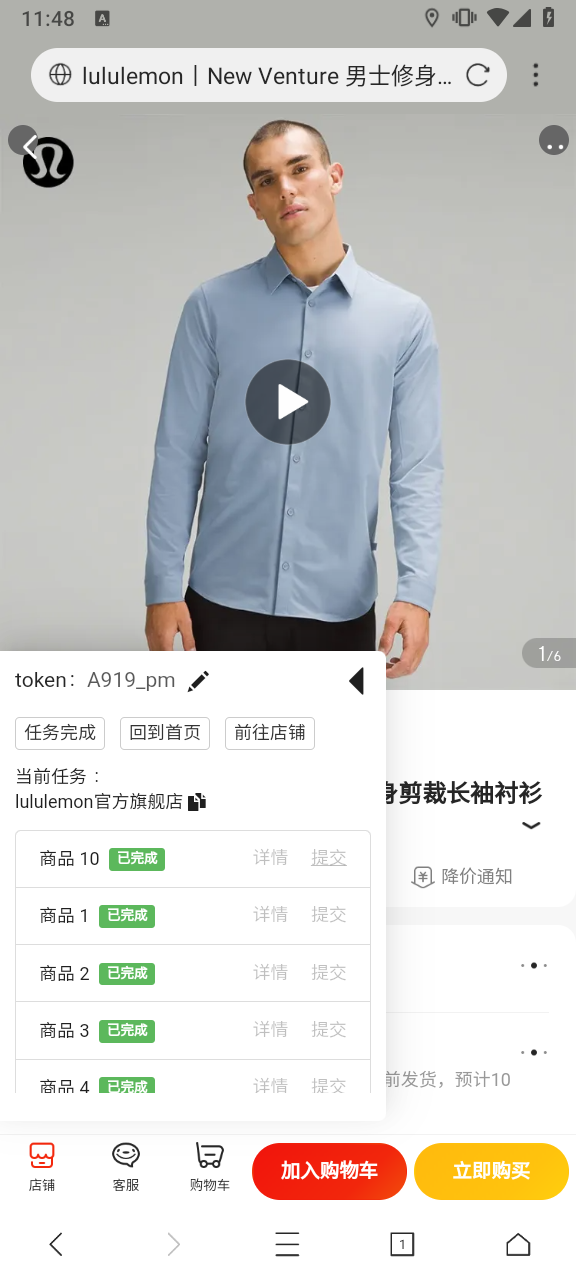 11:48
A
lululemon丨New Venture 男士修身…
1/6
token： A919_pm
任务完成 回到首页 前往店铺
当前任务：
lululemon官方旗舰店
剪裁长袖衬衫
降价通知
商品 10 已完成 详情 提交
商品 1 已完成 详情 提交
商品 2 已完成 详情 提交
商品 3 已完成 详情 提交
商品 4 已完成 详情 提交
前发货，预计10
店铺 客服 购物车 加入购物车 立即购买
1